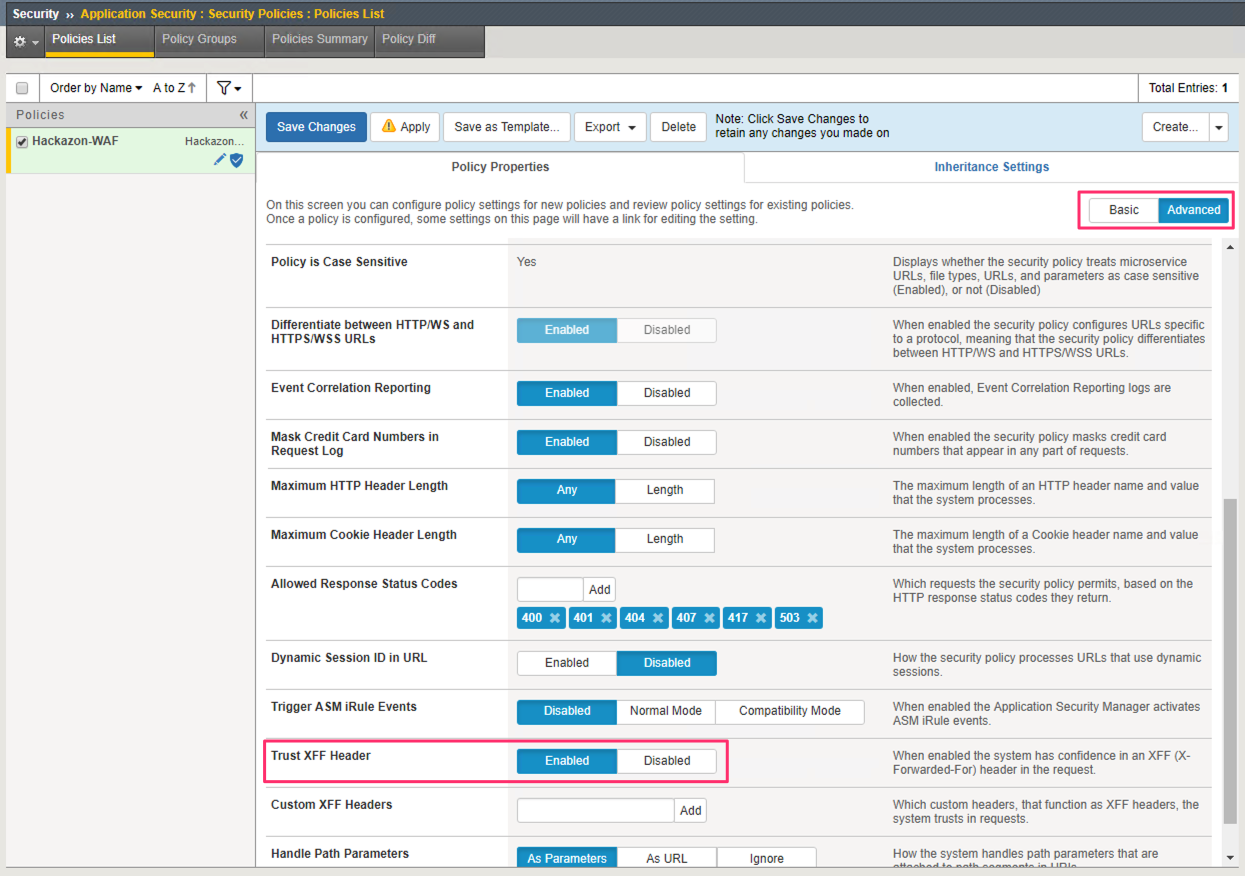 Security ›› Application Security : Security Policies : Policies List
Policies List
Policy Groups
Policies Summary
Policy Diff
Order by Name
A to Z
Total Entries: 1
Policies
«
Hackazon-WAF
Hackazon...
Save Changes
Apply
Save as Template...
Export
Delete
Note: Click Save Changes to
retain any changes you made on
Create...
Policy Properties
Inheritance Settings
On this screen you can configure policy settings for new policies and review policy settings for existing policies.
Once a policy is configured, some settings on this page will have a link for editing the setting.
Basic
Advanced
Policy is Case Sensitive
Yes
Displays whether the security policy treats microservice
URLs, file types, URLs, and parameters as case sensitive
(Enabled), or not (Disabled)
Differentiate between HTTP/WS and
HTTPS/WSS URLs
Enabled
Disabled
When enabled the security policy configures URLs specific
to a protocol, meaning that the security policy differentiates
between HTTP/WS and HTTPS/WSS URLs.
Event Correlation Reporting
Enabled
Disabled
When enabled, Event Correlation Reporting logs are
collected.
Mask Credit Card Numbers in
Request Log
Enabled
Disabled
When enabled the security policy masks credit card
numbers that appear in any part of requests.
Maximum HTTP Header Length
Any
Length
The maximum length of an HTTP header name and value
that the system processes.
Maximum Cookie Header Length
Any
Length
The maximum length of a Cookie header name and value
that the system processes.
Allowed Response Status Codes
Add
400
401
404
407
417
503
Which requests the security policy permits, based on the
HTTP response status codes they return.
Dynamic Session ID in URL
Enabled
Disabled
How the security policy processes URLs that use dynamic
sessions.
Trigger ASM iRule Events
Disabled
Normal Mode
Compatibility Mode
When enabled the Application Security Manager activates
ASM iRule events.
Trust XFF Header
Enabled
Disabled
When enabled the system has confidence in an XFF (X-
Forwarded-For) header in the request.
Custom XFF Headers
Add
Which custom headers, that function as XFF headers, the
system trusts in requests.
Handle Path Parameters
As Parameters
As URL
Ignore
How the system handles path parameters that are
attached to path segments in URIs.